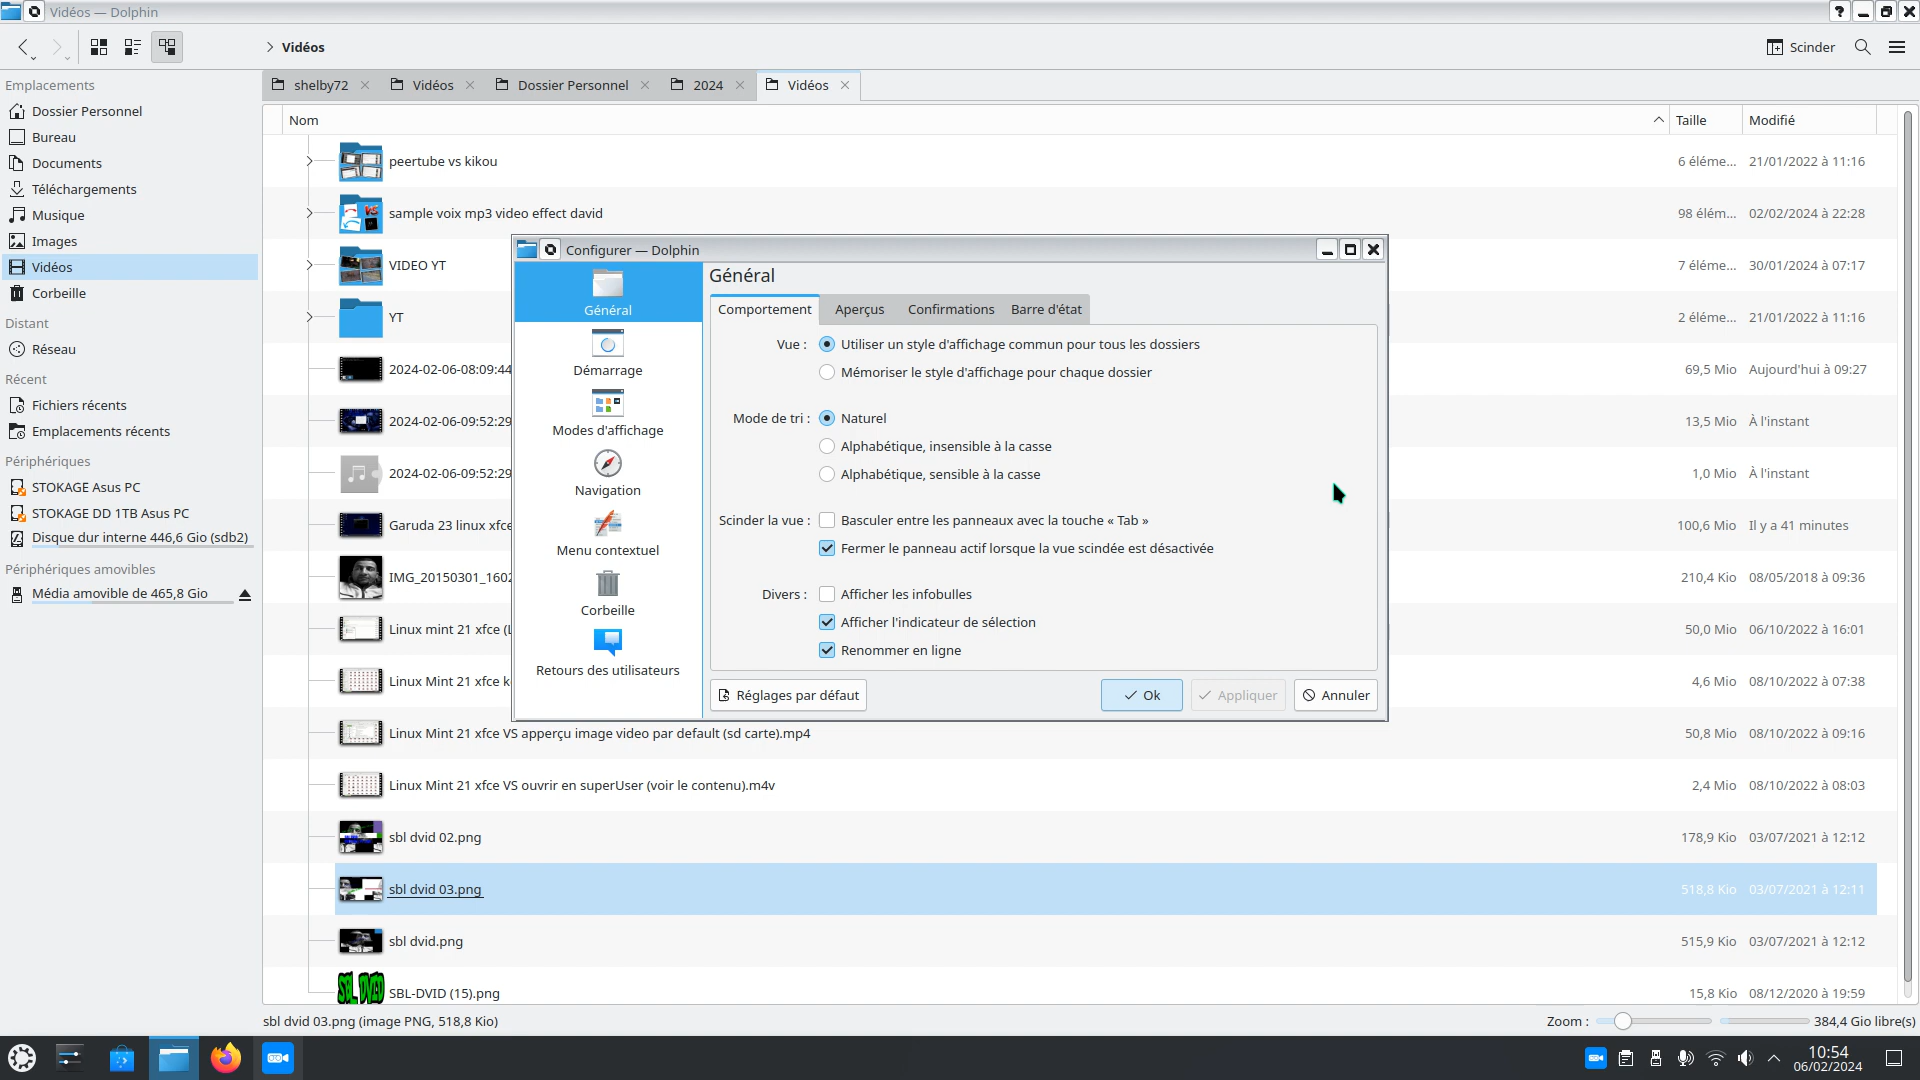 Vidéos — Dolphin
Vidéos
Scinder
Emplacements
Dossier Personnel
Bureau
Documents
Téléchargements
Musique
Images
Vidéos
Corbeille
Distant
Réseau
Récent
Fichiers récents
Emplacements récents
Périphériques
STOKAGE Asus PC
STOKAGE DD 1TB Asus PC
Disque dur interne 446,6 Gio (sdb2)
Périphériques amovibles
Média amovible de 465,8 Gio
shelby72
Vidéos
Dossier Personnel
2024
Vidéos
Nom
Taille
Modifié
peertube vs kikou
6 éléme... 21/01/2022 à 11:16
sample voix mp3 video effect david
98 élém... 02/02/2024 à 22:28
VIDEO YT
7 éléme... 30/01/2024 à 07:17
YT
2 éléme... 21/01/2022 à 11:16
2024-02-06-08:09:44
69,5 Mio Aujourd'hui à 09:27
2024-02-06-09:52:29
13,5 Mio À l'instant
2024-02-06-09:52:29
1,0 Mio À l'instant
Garuda 23 linux xfce
100,6 Mio Il y a 41 minutes
IMG_20150301_1602
210,4 Kio 08/05/2018 à 09:36
Linux mint 21 xfce (L
50,0 Mio 06/10/2022 à 16:01
Linux Mint 21 xfce k
4,6 Mio 08/10/2022 à 07:38
Linux Mint 21 xfce VS apperçu image video par default (sd carte).mp4
50,8 Mio 08/10/2022 à 09:16
Linux Mint 21 xfce VS ouvrir en superUser (voir le contenu).m4v
2,4 Mio 08/10/2022 à 08:03
sbl dvid 02.png
178,9 Kio 03/07/2021 à 12:12
sbl dvid 03.png
518,8 Kio 03/07/2021 à 12:11
sbl dvid.png
515,9 Kio 03/07/2021 à 12:12
SBL-DVID (15).png
15,8 Kio 08/12/2020 à 19:59
Configurer — Dolphin
Général
Démarrage
Modes d'affichage
Navigation
Menu contextuel
Corbeille
Retours des utilisateurs
Général
Comportement
Aperçus
Confirmations
Barre d'état
Vue : Utiliser un style d'affichage commun pour tous les dossiers
Mémoriser le style d'affichage pour chaque dossier
Mode de tri : Naturel
Alphabétique, insensible à la casse
Alphabétique, sensible à la casse
Scinder la vue : Basculer entre les panneaux avec la touche « Tab »
Fermer le panneau actif lorsque la vue scindée est désactivée
Divers : Afficher les infobulles
Afficher l'indicateur de sélection
Renommer en ligne
Réglages par défaut
Ok
Appliquer
Annuler
sbl dvid 03.png (image PNG, 518,8 Kio)
Zoom :
384,4 Gio libre(s)
10:54
06/02/2024